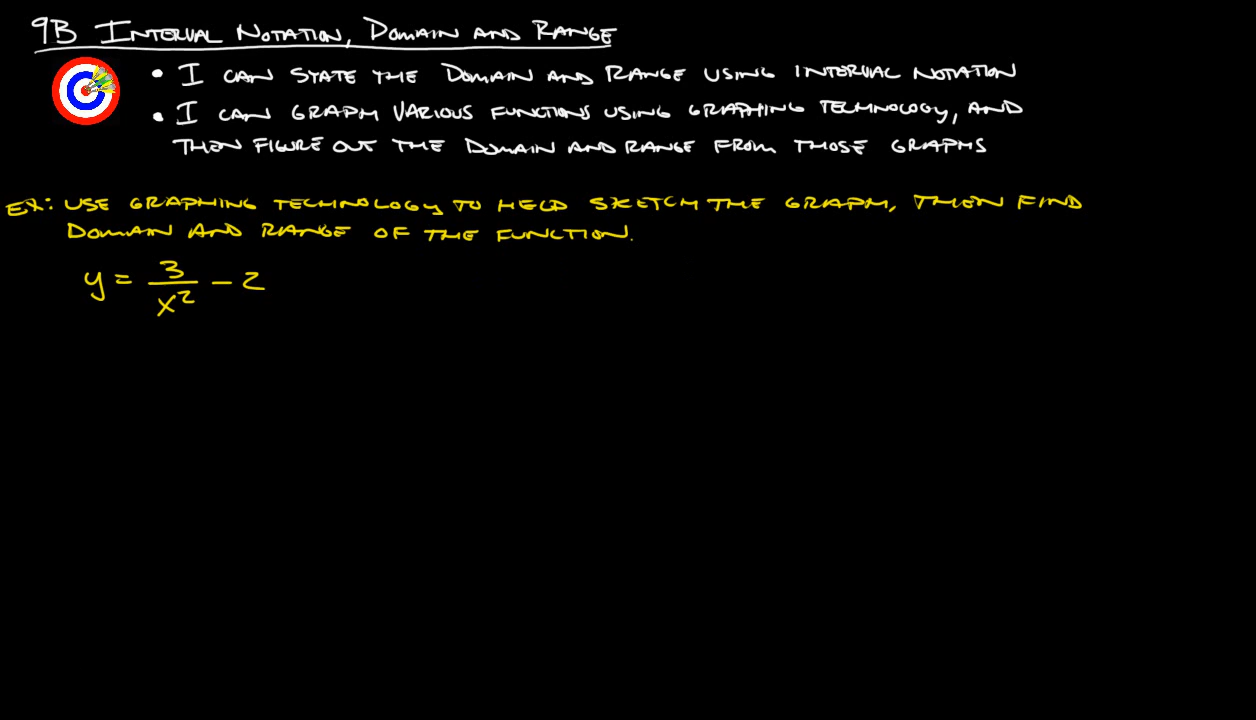 9B INTERVAL NOTATION, DOMAIN AND RANGE
• I CAN STATE THE DOMAIN AND RANGE USING INTERVAL NOTATION
• I CAN GRAPH VARIOUS FUNCTIONS USING GRAPHING TECHNOLOGY, AND
THEN FIGURE OUT THE DOMAIN AND RANGE FROM THOSE GRAPHS
EX: USE GRAPHING TECHNOLOGY TO HELP SKETCH THE GRAPH, THEN FIND
DOMAIN AND RANGE OF THE FUNCTION.
y = 3/x² - 2